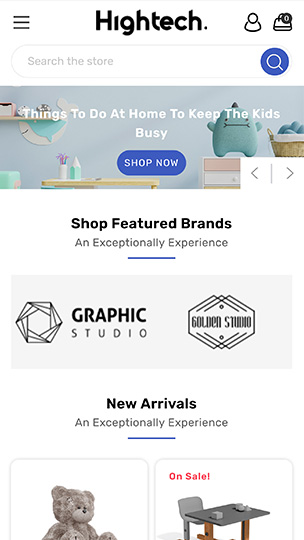 Hightech.
0
Search the store
Things To Do At Home To Keep The Kids
Busy
SHOP NOW
Shop Featured Brands
An Exceptionally Experience
GRAPHIC
STUDIO
GOLDEN STUDIO
New Arrivals
An Exceptionally Experience
On Sale!